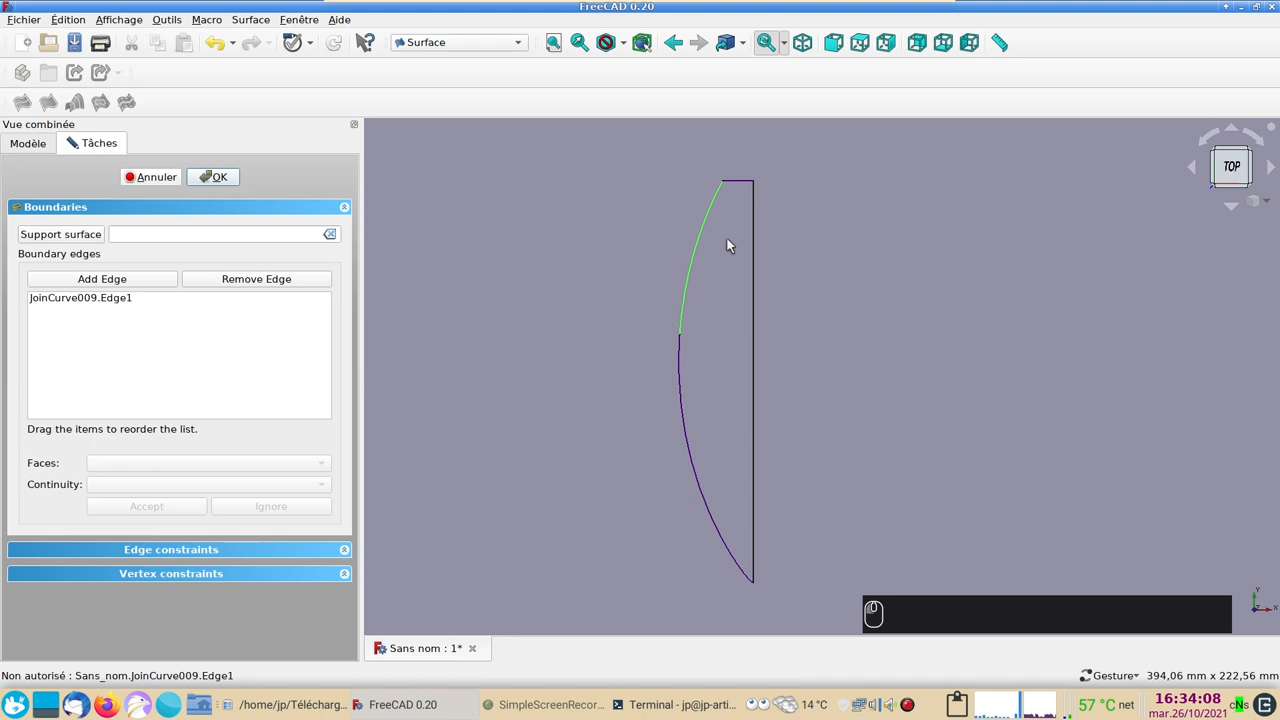 FreeCAD 0.20
Fichier Édition Affichage Outils Macro Surface Fenêtre Aide
Surface
Vue combinée
Modèle Tâches
Annuler OK
Boundaries
Support surface
Boundary edges
Add Edge Remove Edge
JoinCurve009.Edge1
Drag the items to reorder the list.
Faces:
Continuity:
Accept Ignore
Edge constraints
Vertex constraints
TOP
Y
X
Sans nom : 1*
Non autorisé : Sans_nom.JoinCurve009.Edge1
Gesture 394,06 mm x 222,56 mm
/home/jp/Télécharg... FreeCAD 0.20 SimpleScreenRecor... Terminal - jp@jp-arti... 14 °C 57 °C net 16:34:08 cNs
mar.26/10/2021